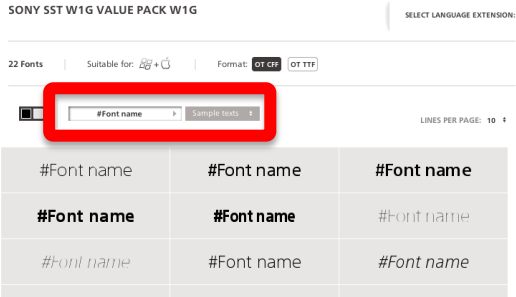 SONY SST W1G VALUE PACK W1G
SELECT LANGUAGE EXTENSION:
22 Fonts Suitable for: + Format: OT CFF OT TTF
#Font name Sample texts
LINES PER PAGE: 10
#Font name #Font name #Font name
#Font name #Font name #Font name
#Font name #Font name #Font name